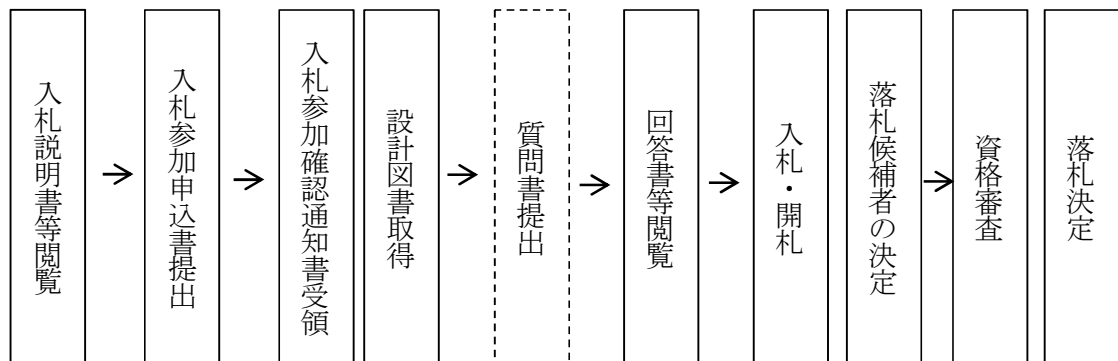 入札説明書等閲覧
入札参加申込書提出
入札参加確認通知書受領
設計図書取得
質問書提出
回答書等閲覧
入札・開札
落札候補者の決定
資格審査
落札決定